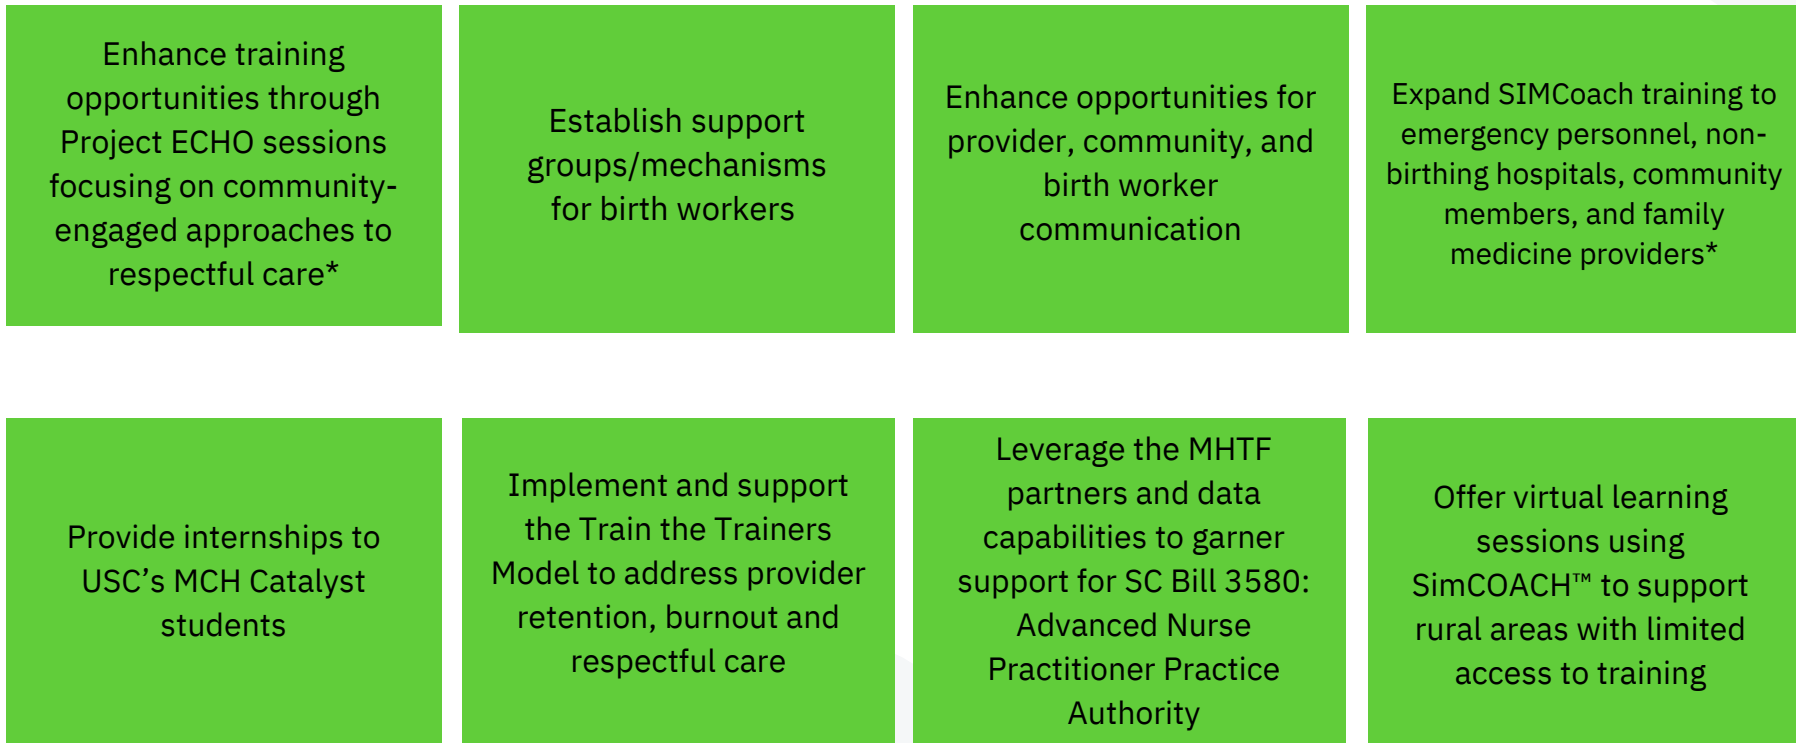 Enhance training
opportunities through
Project ECHO sessions
focusing on community-
engaged approaches to
respectful care*
Establish support
groups/mechanisms
for birth workers
Enhance opportunities for
provider, community, and
birth worker
communication
Expand SIMCoach training to
emergency personnel, non-
birthing hospitals, community
members, and family
medicine providers*
Provide internships to
USC’s MCH Catalyst
students
Implement and support
the Train the Trainers
Model to address provider
retention, burnout and
respectful care
Leverage the MHTF
partners and data
capabilities to garner
support for SC Bill 3580:
Advanced Nurse
Practitioner Practice
Authority
Offer virtual learning
sessions using
SimCOACH™ to support
rural areas with limited
access to training